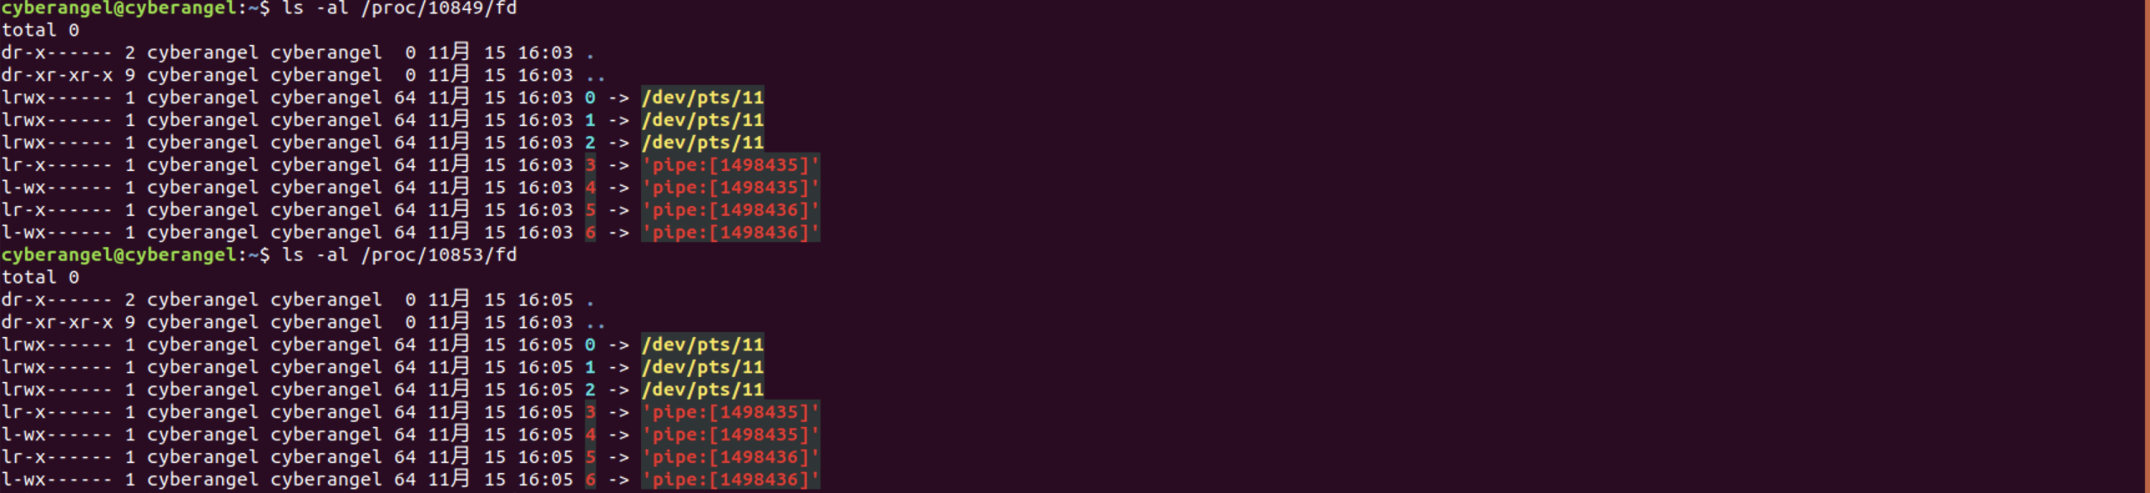 cyberangel@cyberangel:~$ ls -al /proc/10849/fd
total 0
dr-x------ 2 cyberangel cyberangel  0 11月 15 16:03 .
dr-xr-xr-x 9 cyberangel cyberangel  0 11月 15 16:03 ..
lrwx------ 1 cyberangel cyberangel 64 11月 15 16:03 0 -> /dev/pts/11
lrwx------ 1 cyberangel cyberangel 64 11月 15 16:03 1 -> /dev/pts/11
lrwx------ 1 cyberangel cyberangel 64 11月 15 16:03 2 -> /dev/pts/11
lr-x------ 1 cyberangel cyberangel 64 11月 15 16:03 3 -> 'pipe:[1498435]'
l-wx------ 1 cyberangel cyberangel 64 11月 15 16:03 4 -> 'pipe:[1498435]'
lr-x------ 1 cyberangel cyberangel 64 11月 15 16:03 5 -> 'pipe:[1498436]'
l-wx------ 1 cyberangel cyberangel 64 11月 15 16:03 6 -> 'pipe:[1498436]'
cyberangel@cyberangel:~$ ls -al /proc/10853/fd
total 0
dr-x------ 2 cyberangel cyberangel  0 11月 15 16:05 .
dr-xr-xr-x 9 cyberangel cyberangel  0 11月 15 16:03 ..
lrwx------ 1 cyberangel cyberangel 64 11月 15 16:05 0 -> /dev/pts/11
lrwx------ 1 cyberangel cyberangel 64 11月 15 16:05 1 -> /dev/pts/11
lrwx------ 1 cyberangel cyberangel 64 11月 15 16:05 2 -> /dev/pts/11
lr-x------ 1 cyberangel cyberangel 64 11月 15 16:05 3 -> 'pipe:[1498435]'
l-wx------ 1 cyberangel cyberangel 64 11月 15 16:05 4 -> 'pipe:[1498435]'
lr-x------ 1 cyberangel cyberangel 64 11月 15 16:05 5 -> 'pipe:[1498436]'
l-wx------ 1 cyberangel cyberangel 64 11月 15 16:05 6 -> 'pipe:[1498436]'